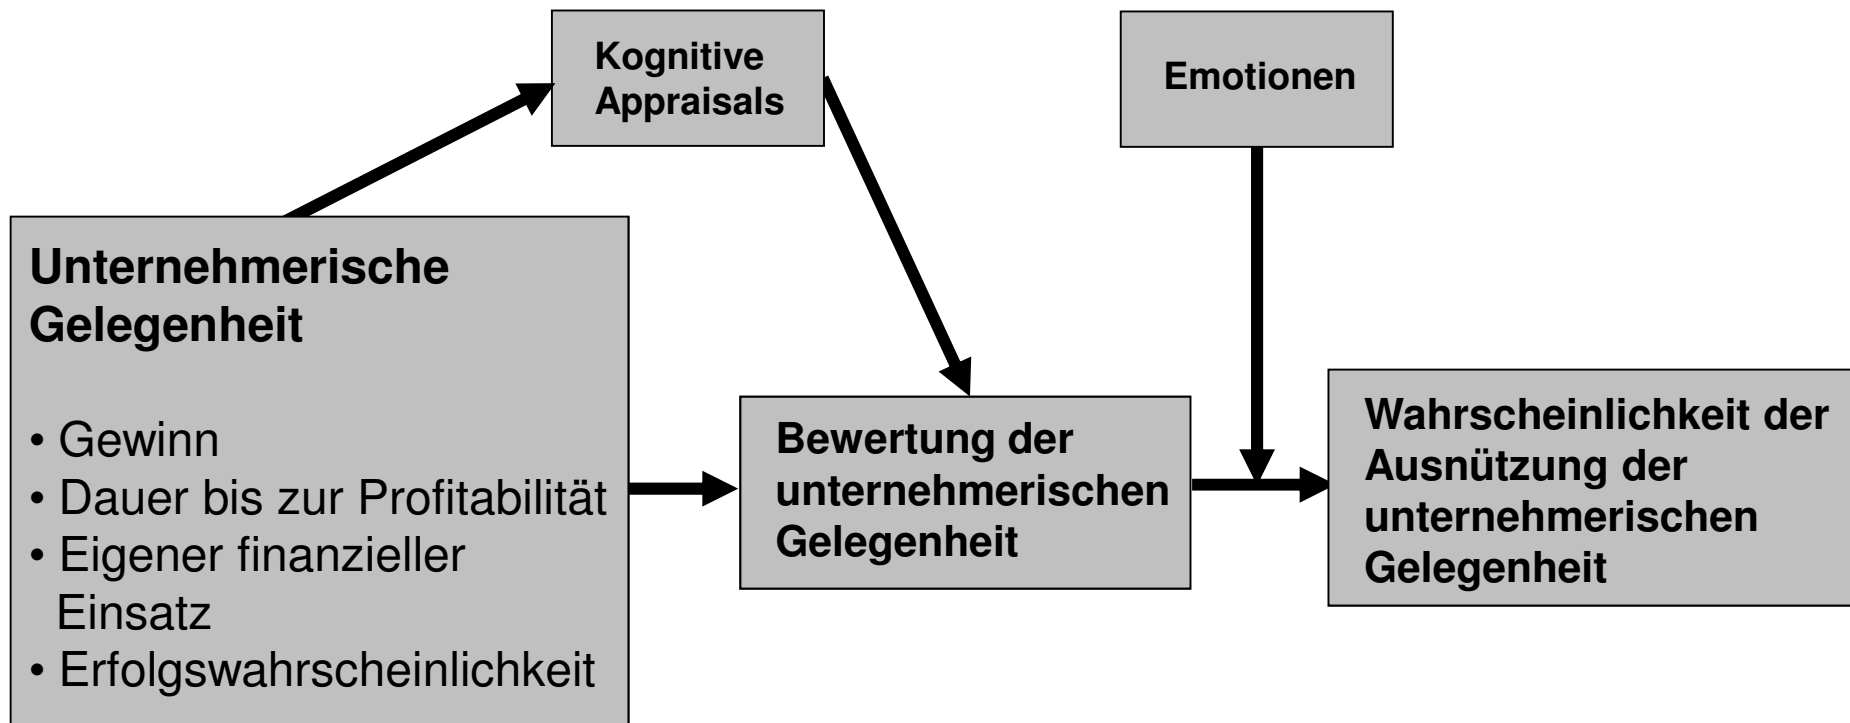 Kognitive
Appraisals
Emotionen
Unternehmerische
Gelegenheit
• Gewinn
• Dauer bis zur Profitabilität
• Eigener finanzieller
Einsatz
• Erfolgswahrscheinlichkeit
Bewertung der
unternehmerischen
Gelegenheit
Wahrscheinlichkeit der
Ausnützung der
unternehmerischen
Gelegenheit